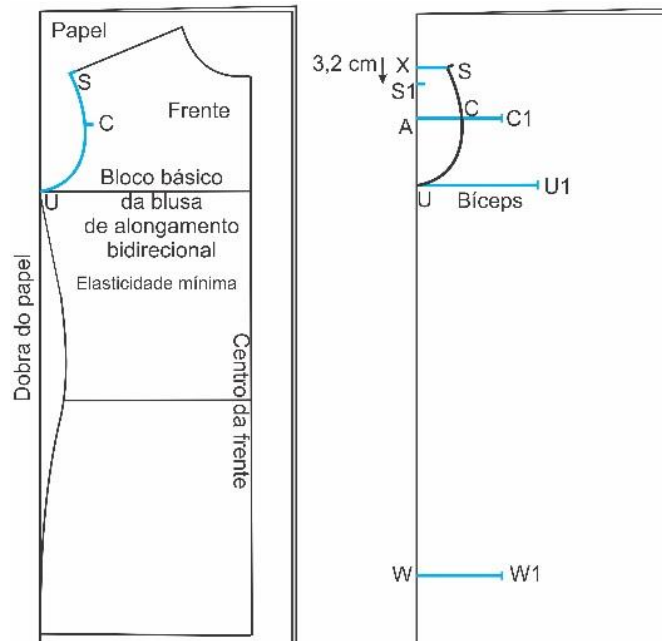 Papel
S
Frente
C
U
Bloco básico
da blusa
de alongamento
bidirecional
Elasticidade mínima
Dobra do papel
Centro da frente
3,2 cm
X
S
S1
C
A
C1
U
Bíceps
U1
W
W1